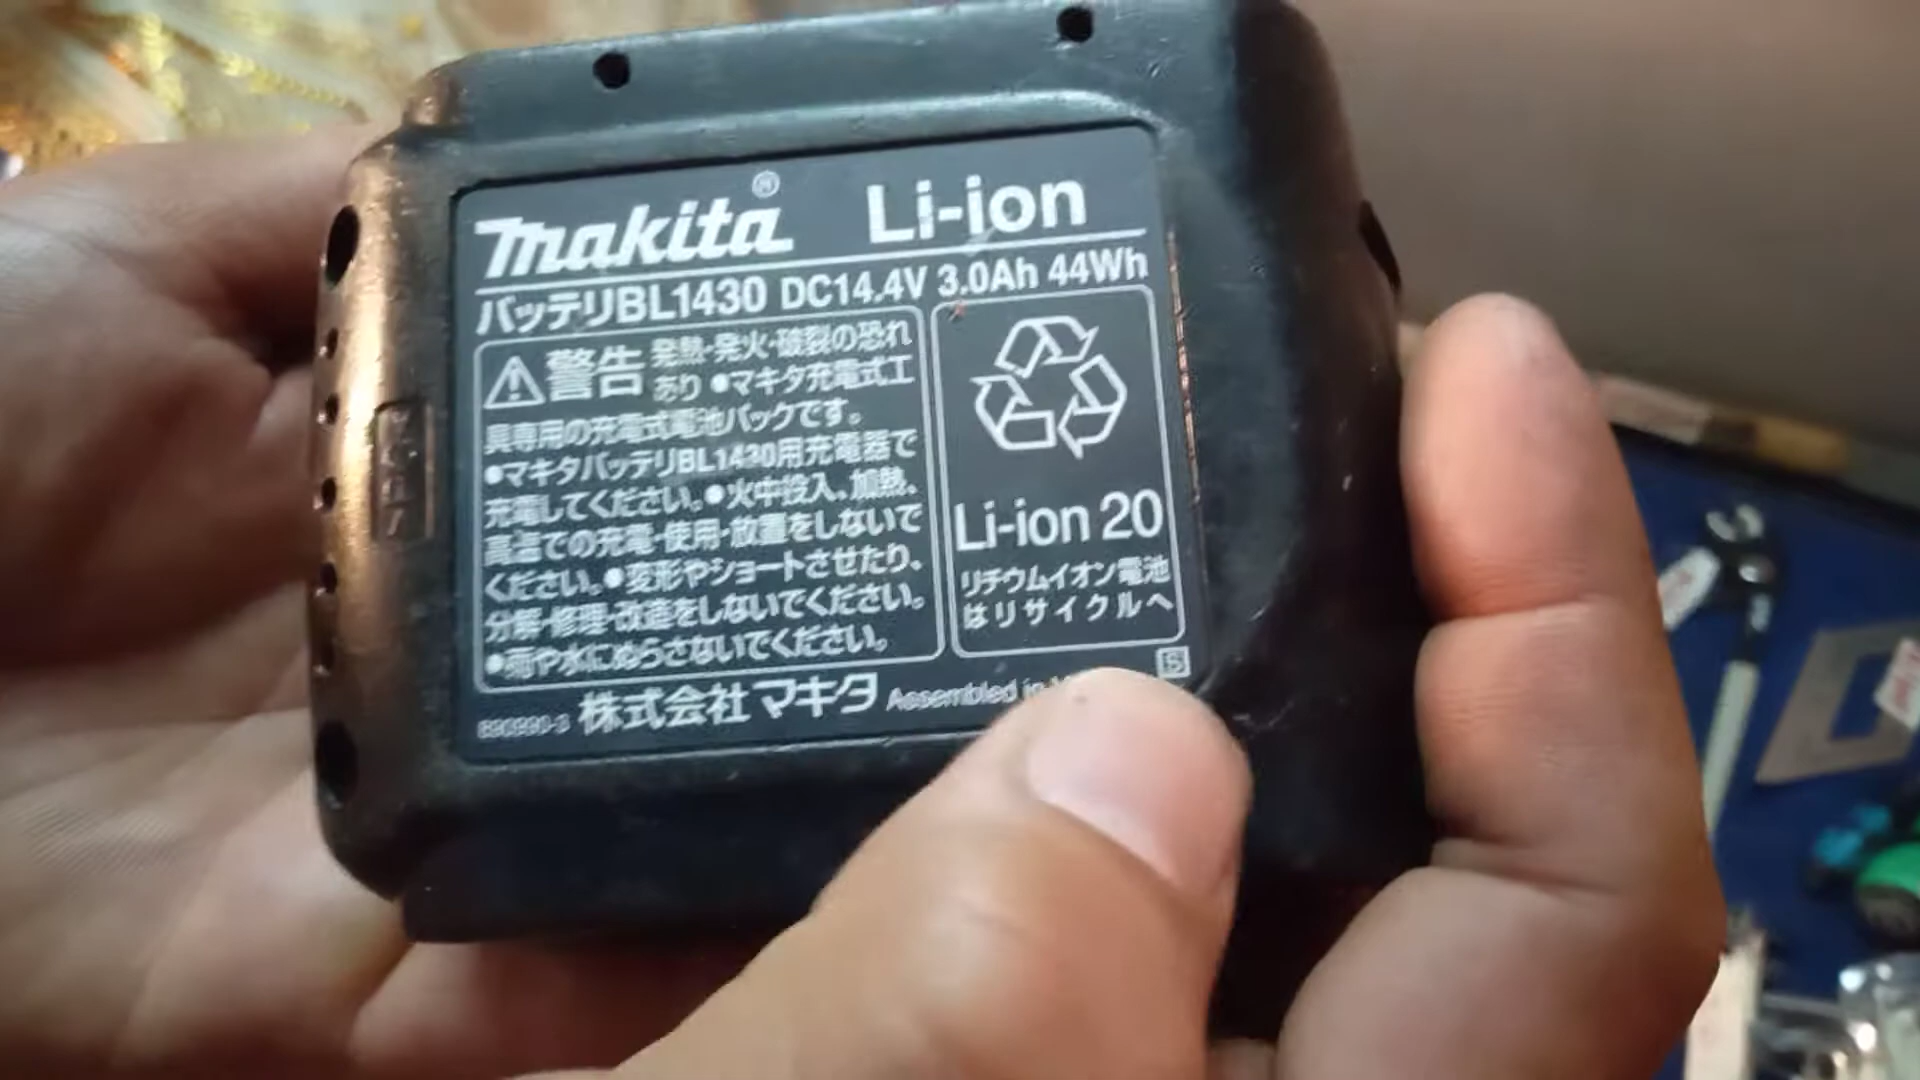 makita® Li-ion
バッテリBL1430 DC14.4V 3.0Ah 44Wh
警告 発熱・発火・破裂の恐れ
あり ●マキタ充電式工
具専用の充電式電池パックです。
●マキタバッテリBL1430用充電器で
充電してください。●火中投入、加熱、
高温での充電・使用・放置をしないで
ください。●変形やショートさせたり、
分解・修理・改造をしないでください。
●雨や水にぬらさないでください。
Li-ion 20
リチウムイオン電池
はリサイクルへ
株式会社マキタ Assembled in
S